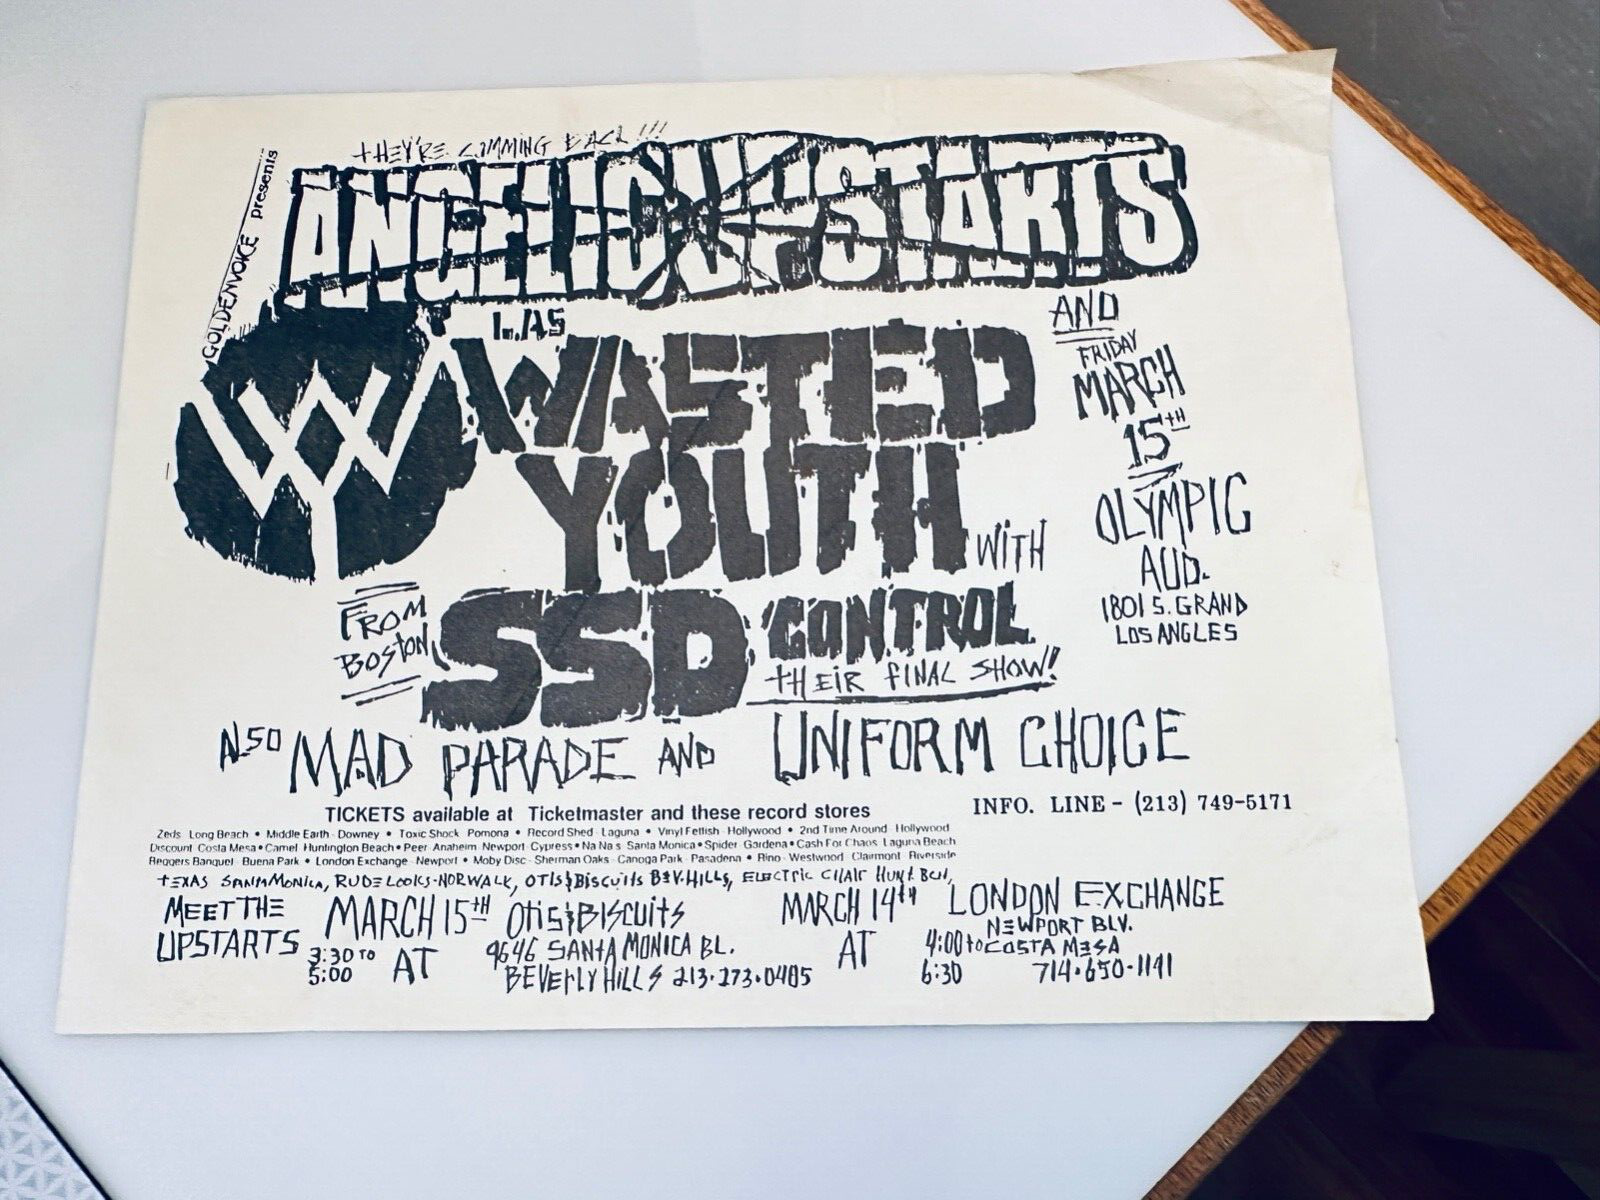 THEY'RE CUMMING BACK!!!
GOLDENVOICE presents
ANGELIC UPSTARTS
AND
L.A's
WASTED
YOUTH
WITH
FRIDAY
MARCH
15TH
OLYMPIC
AUD.
1801 S. GRAND
LOS ANGLES
FROM
BOSTON
SSD CONTROL
THEIR FINAL SHOW!
ALSO MAD PARADE AND UNIFORM CHOICE
TICKETS available at Ticketmaster and these record stores
INFO. LINE - (213) 749-5171
Zeds Long Beach • Middle Earth - Downey • Toxic Shock Pomona • Record Shed - Laguna • Vinyl Fetish - Hollywood • 2nd Time Around - Hollywood
Discount Costa Mesa • Camel Huntington Beach • Peer Anaheim Newport - Cypress • Na Na s Santa Monica • Spider Gardena • Cash For Chaos Laguna Beach
Beggers Banquet - Buena Park • London Exchange - Newport • Moby Disc - Sherman Oaks - Canoga Park - Pasadena • Rino - Westwood Clairmont Riverside
TEXAS SANTA MONICA, RUDE LOOKS-NORWALK, OTIS & BISCUITS BEV. HILLS, ELECTRIC CHAIR HUNT BCH,
MEET THE
UPSTARTS
MARCH 15TH
3:30 TO
5:00
AT
OTIS & BISCUITS
9646 SANTA MONICA BL.
BEVERLY HILLS 213.273.0485
MARCH 14TH
AT
LONDON EXCHANGE
NEWPORT BLV.
4:00 to COSTA MESA
6:30 714.650-1141